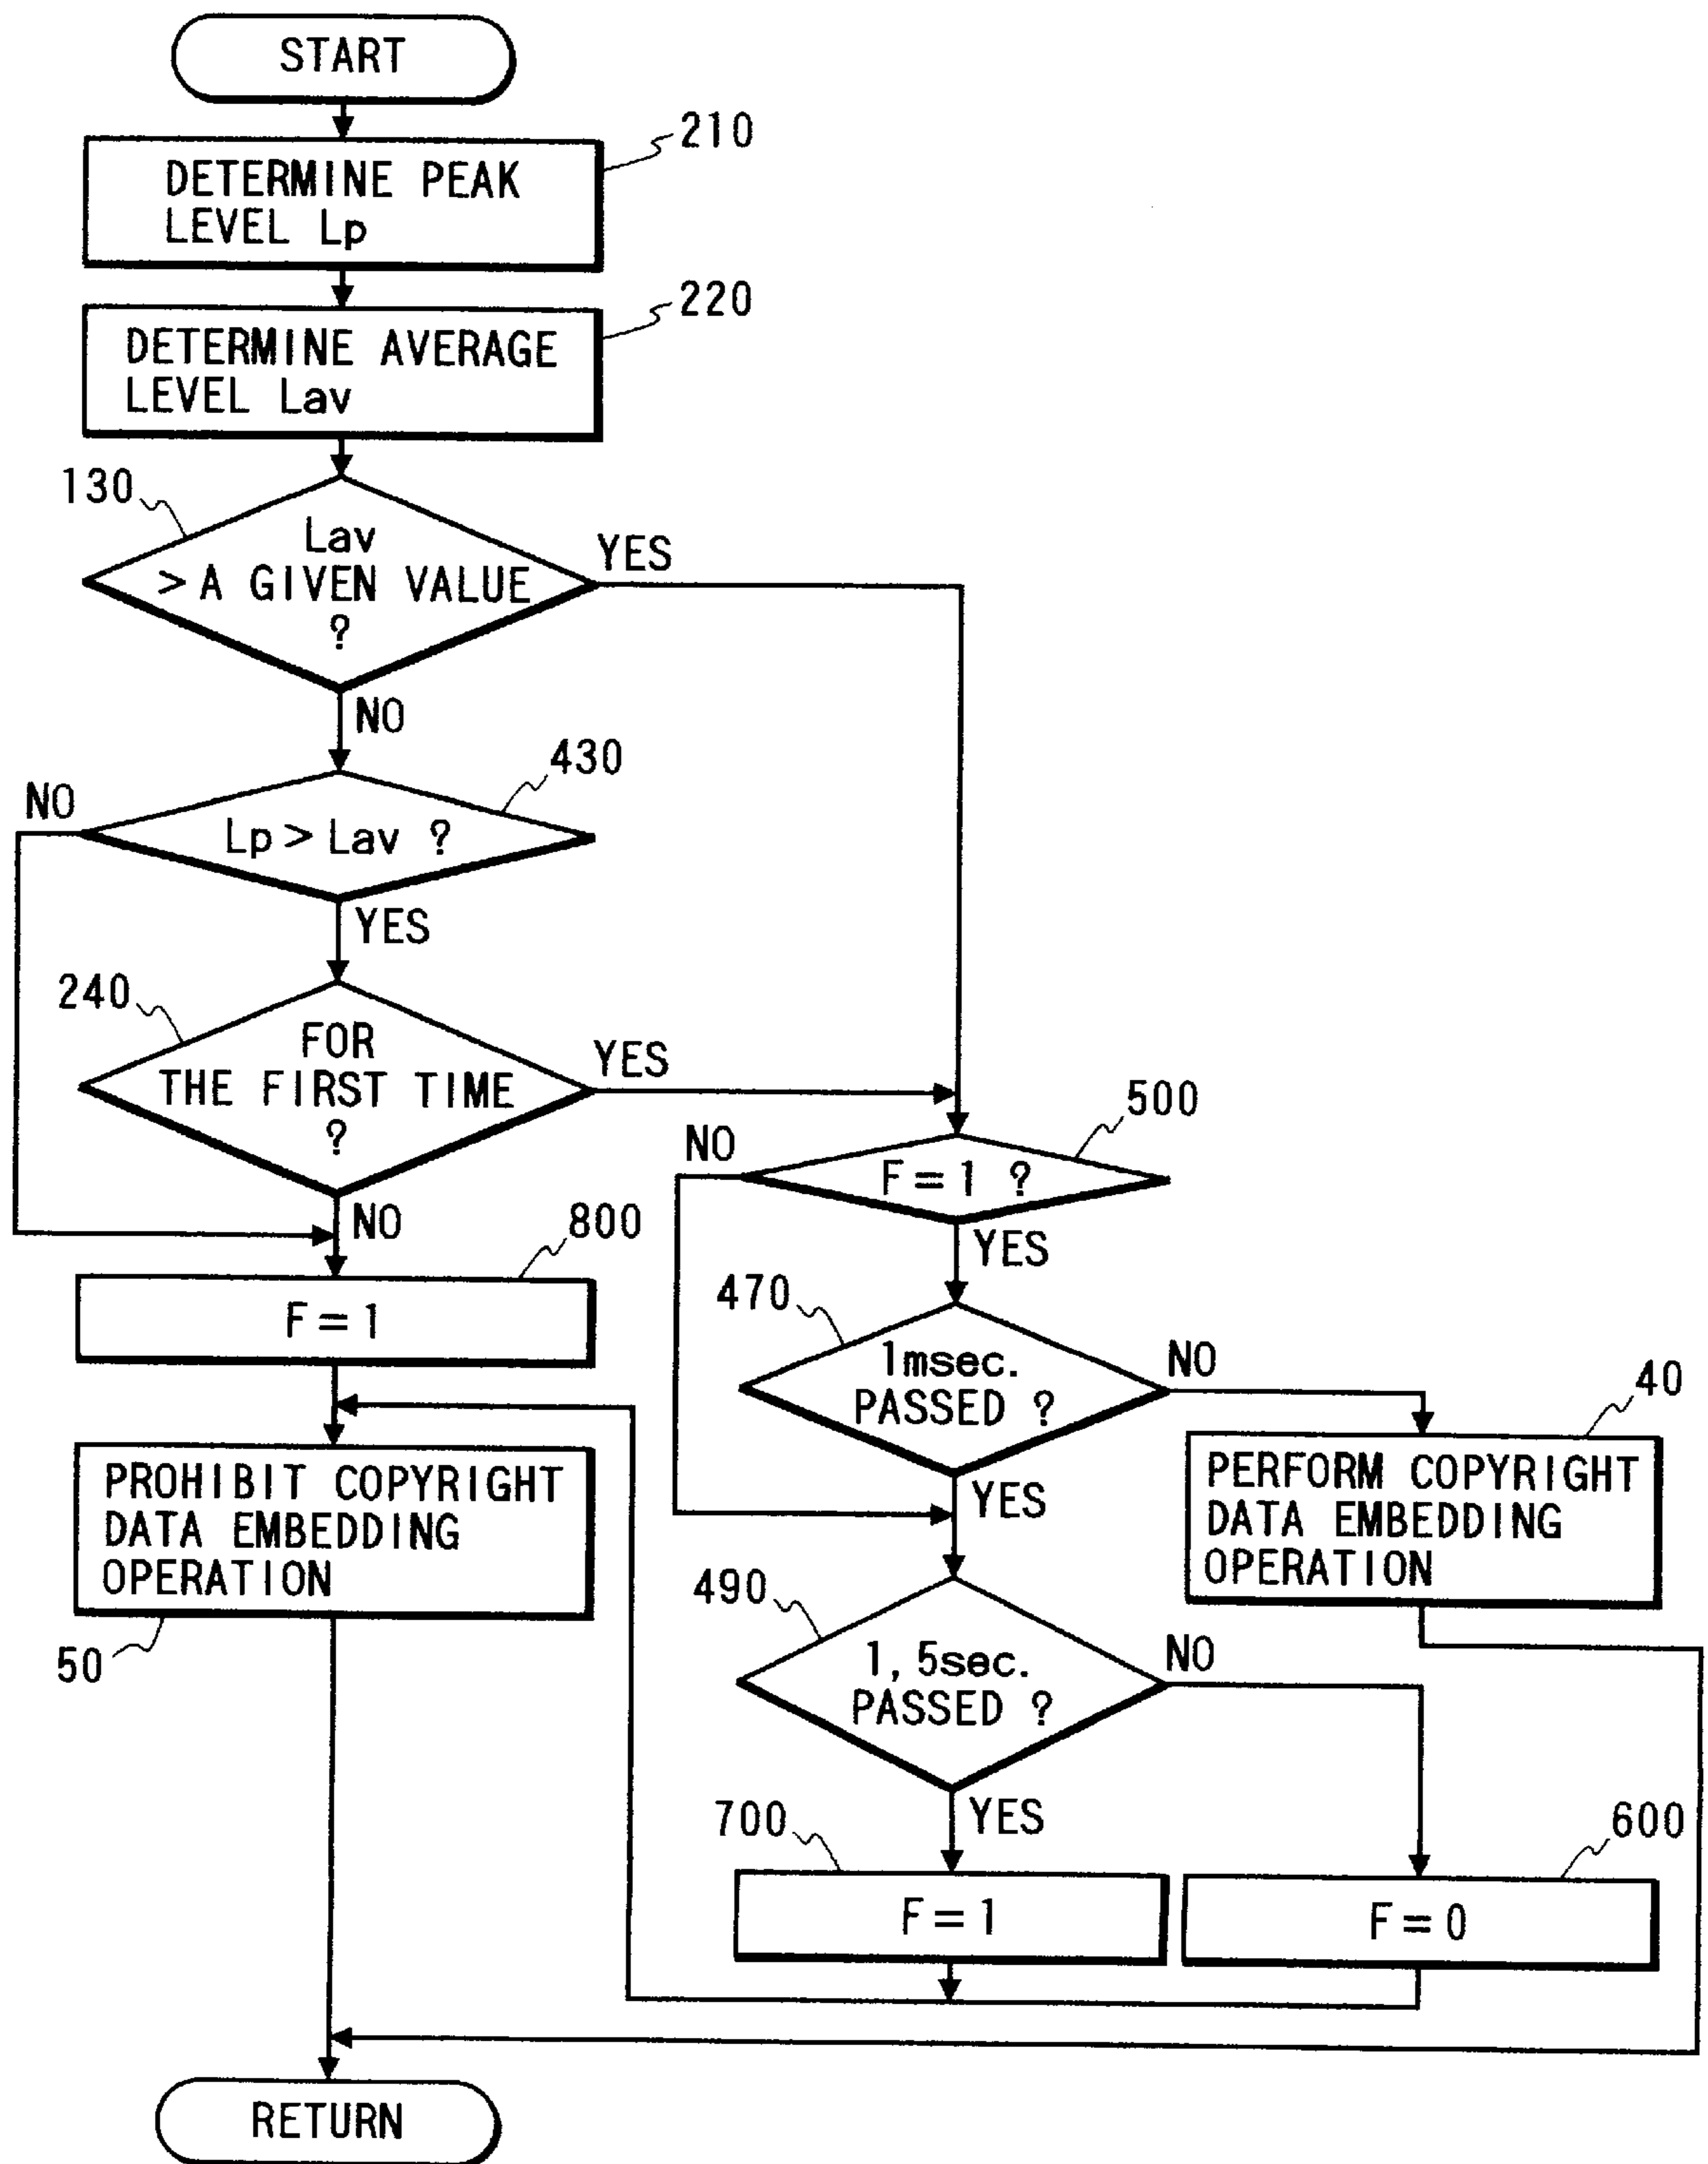 START
210
DETERMINE PEAK
LEVEL Lp
220
DETERMINE AVERAGE
LEVEL Lav
130
Lav
> A GIVEN VALUE
?
YES
NO
430
NO
Lp > Lav ?
YES
240
FOR
THE FIRST TIME
?
YES
NO
500
NO
F = 1 ?
YES
800
F = 1
470
1msec.
PASSED ?
NO
YES
40
PERFORM COPYRIGHT
DATA EMBEDDING
OPERATION
PROHIBIT COPYRIGHT
DATA EMBEDDING
OPERATION
50
490
1, 5sec.
PASSED ?
NO
YES
700
F = 1
600
F = 0
RETURN